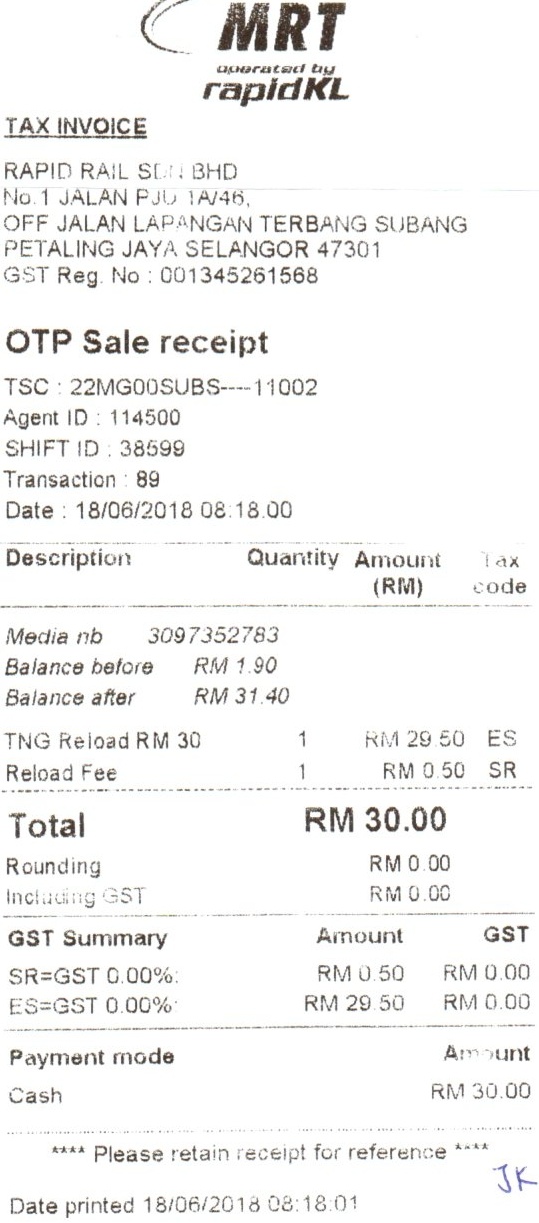 MRT
operated by
rapidKL
TAX INVOICE
RAPID RAIL SDN BHD
No.1 JALAN PJU 1A/46,
OFF JALAN LAPANGAN TERBANG SUBANG
PETALING JAYA SELANGOR 47301
GST Reg. No : 001345261568
OTP Sale receipt
TSC : 22MG00SUBS----11002
Agent ID : 114500
SHIFT ID : 38599
Transaction : 89
Date : 18/06/2018 08:18:00
Description Quantity Amount (RM) Tax code
Media nb 3097352783
Balance before RM 1.90
Balance after RM 31.40
TNG Reload RM 30 1 RM 29.50 ES
Reload Fee 1 RM 0.50 SR
Total RM 30.00
Rounding RM 0.00
Including GST RM 0.00
GST Summary Amount GST
SR=GST 0.00%: RM 0.50 RM 0.00
ES=GST 0.00%: RM 29.50 RM 0.00
Payment mode Amount
Cash RM 30.00
**** Please retain receipt for reference ****
JK
Date printed 18/06/2018 08:18:01